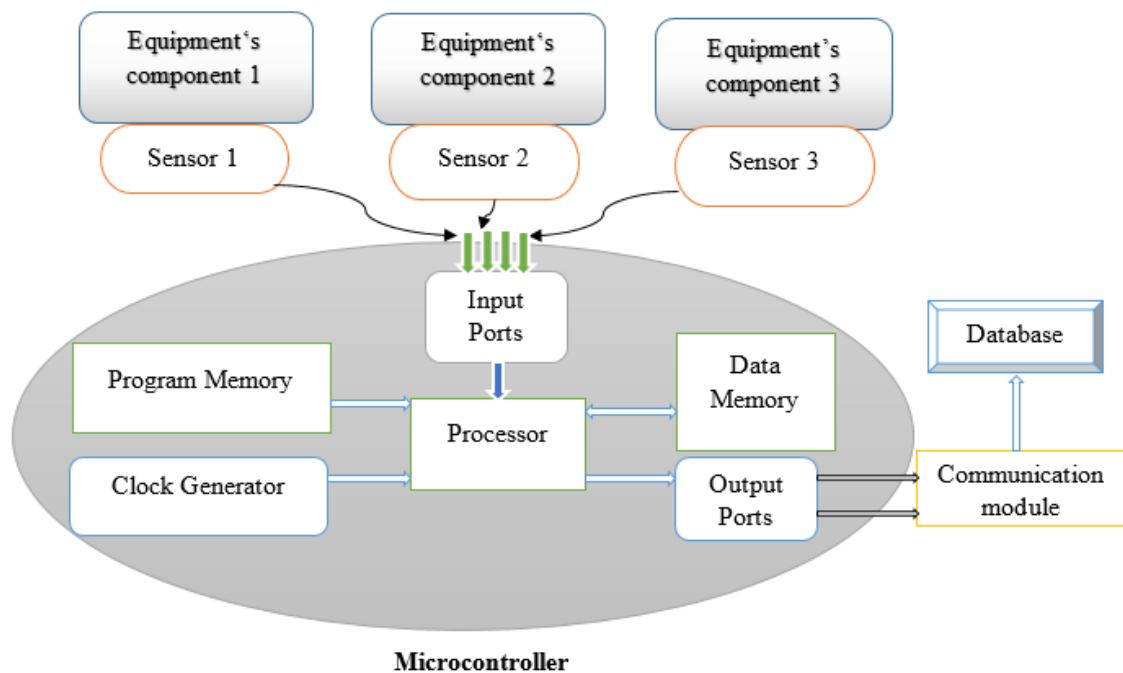 Equipment‘s
component 1
Equipment‘s
component 2
Equipment’s
component 3
Sensor 1
Sensor 2
Sensor 3
Input
Ports
Program Memory
Data
Memory
Processor
Database
Clock Generator
Output
Ports
Communication
module
Microcontroller